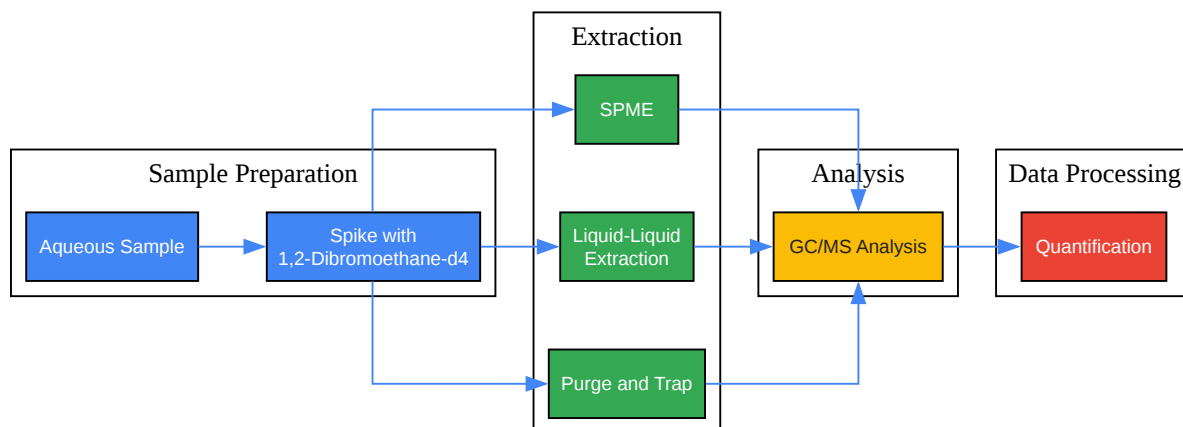 Extraction
SPME
Sample Preparation
Analysis
Data Processing
Aqueous Sample
Spike with
1,2-Dibromoethane-d4
Liquid-Liquid
Extraction
GC/MS Analysis
Quantification
Purge and Trap